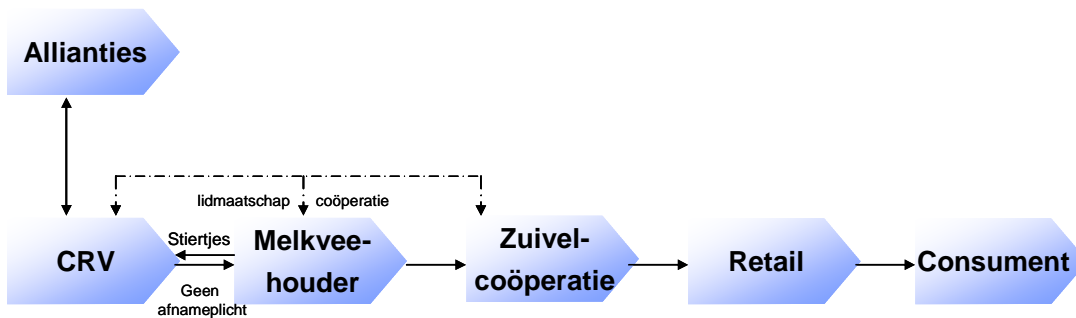 Allianties
lidmaatschap coöperatie
CRV
Stiertjes
Geen
afnameplicht
Melkvee-
houder
Zuivel-
coöperatie
Retail
Consument